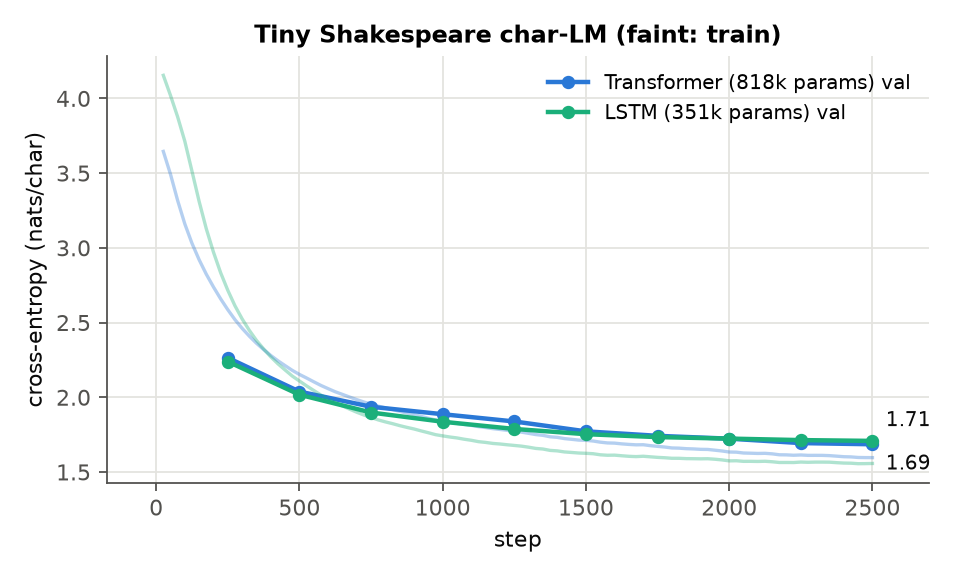 Tiny Shakespeare char-LM (faint: train)
Transformer (818k params) val
LSTM (351k params) val
cross-entropy (nats/char)
4.0
3.5
3.0
2.5
2.0
1.5
1.71
1.69
0 500 1000 1500 2000 2500
step